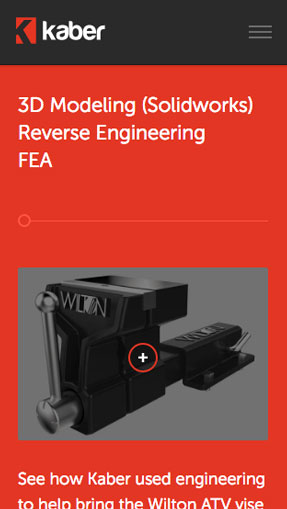 kaber
3D Modeling (Solidworks)
Reverse Engineering
FEA
WILTON
WILTON
See how Kaber used engineering
to help bring the Wilton ATV vise